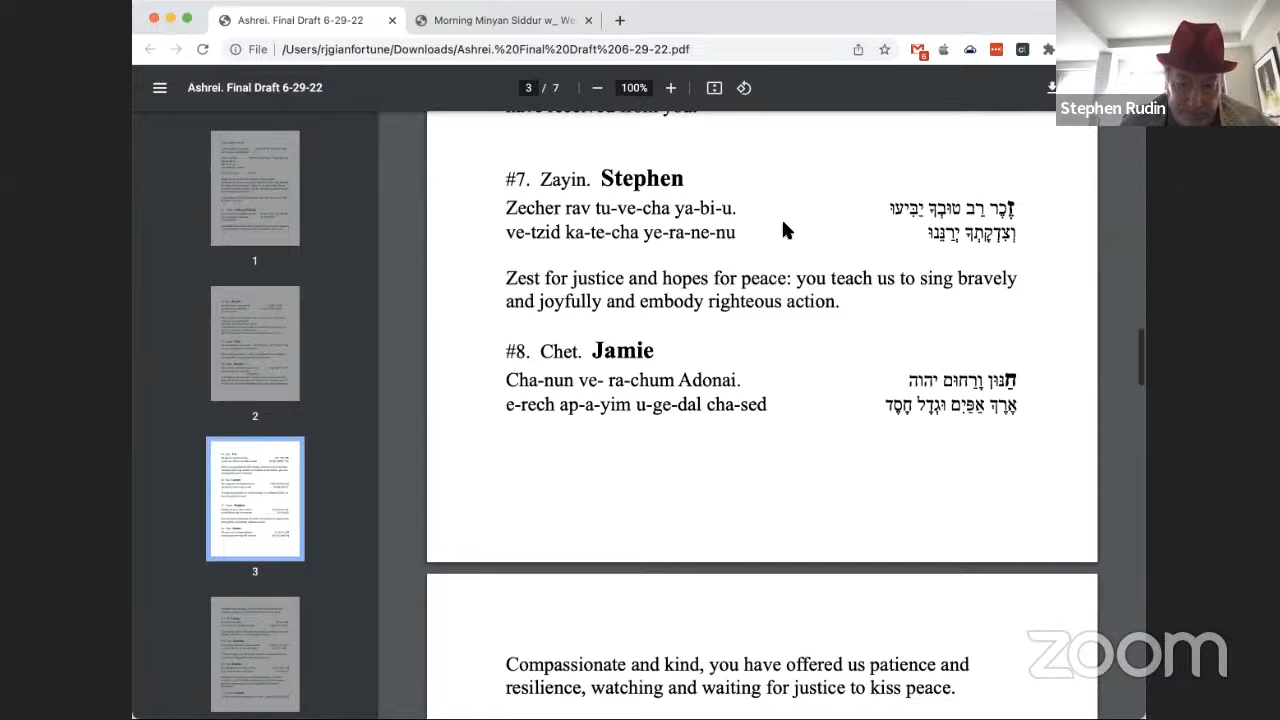 Ashrei. Final Draft 6-29-22
Morning Minyan Siddur w_ We
File /Users/rjgianfortune/Downloads/Ashrei.%20Final%20Draft%206-29-22.pdf
6
Stephen Rudin
Ashrei. Final Draft 6-29-22
3 / 7
100%
#7. Zayin. Stephen
Zecher rav tu-ve-cha ya-bi-u.
זֵכֶר רַב טוּבְךָ יַבִּיעוּ
ve-tzid ka-te-cha ye-ra-ne-nu
וְצִדְקָתְךָ יְרַנֵּנוּ
Zest for justice and hopes for peace: you teach us to sing bravely
and joyfully and embody righteous action.
#8. Chet. Jamie
Cha-nun ve- ra-chum Adonai.
חַנּוּן וְרַחוּם יהוה
e-rech ap-a-yim u-ge-dal cha-sed
אֶרֶךְ אַפַּיִם וּגְדָל חָסֶד
Compassionate and kind, you have offered us patience and
resilience, watching and waiting for justice to kiss peace.
1
2
3
zoom